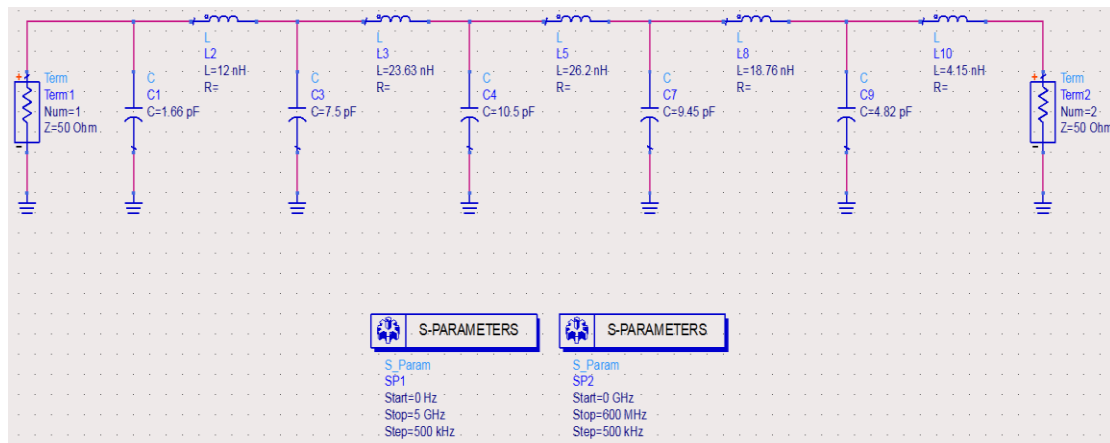 L
L2
L=12 nH
R=
L
L3
L=23.63 nH
R=
L
L5
L=26.2 nH
R=
L
L8
L=18.76 nH
R=
L
L10
L=4.15 nH
R=
+
Term
Term1
Num=1
Z=50 Ohm
-
C
C1
C=1.66 pF
C
C3
C=7.5 pF
C
C4
C=10.5 pF
C
C7
C=9.45 pF
C
C9
C=4.82 pF
+
Term
Term2
Num=2
Z=50 Ohm
-
S-PARAMETERS
S_Param
SP1
Start=0 Hz
Stop=5 GHz
Step=500 kHz
S-PARAMETERS
S_Param
SP2
Start=0 GHz
Stop=600 MHz
Step=500 kHz